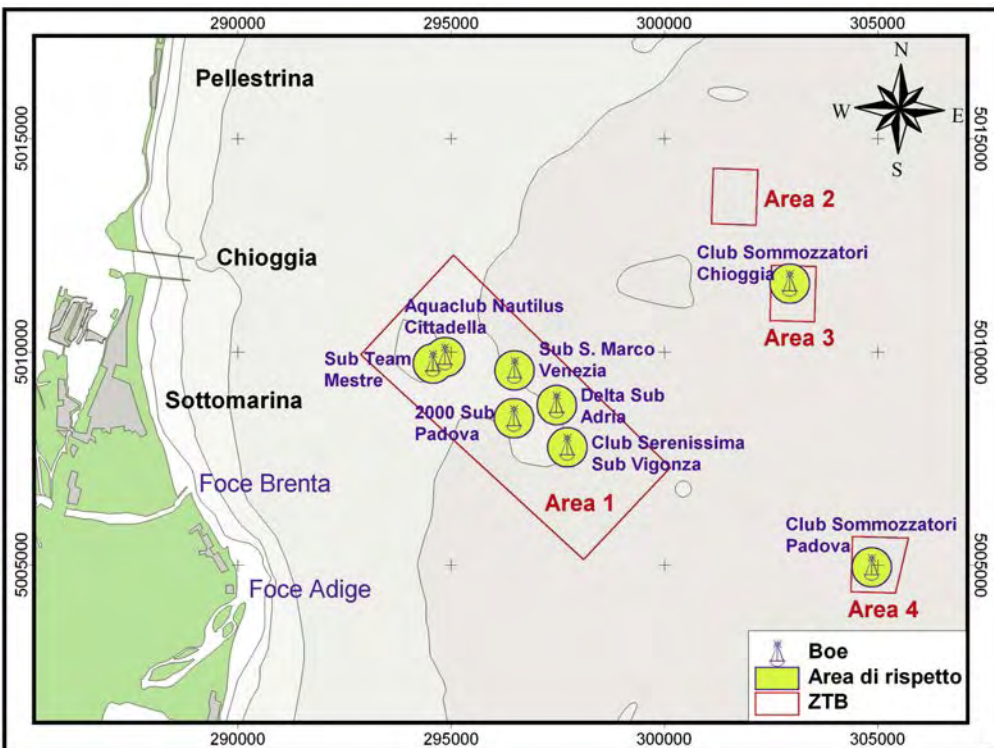 290000 295000 300000 305000
N
W E
S
5015000 5015000
5010000 5010000
5005000 5005000
Pellestrina
Chioggia
Sottomarina
Foce Brenta
Foce Adige
Area 2
Club Sommozzatori
Chioggia
Area 3
Aquaclub Nautilus
Cittadella
Sub Team
Mestre
Sub S. Marco
Venezia
2000 Sub
Padova
Delta Sub
Adria
Club Serenissima
Sub Vigonza
Area 1
Club Sommozzatori
Padova
Area 4
Boe
Area di rispetto
ZTB
290000 295000 300000 305000